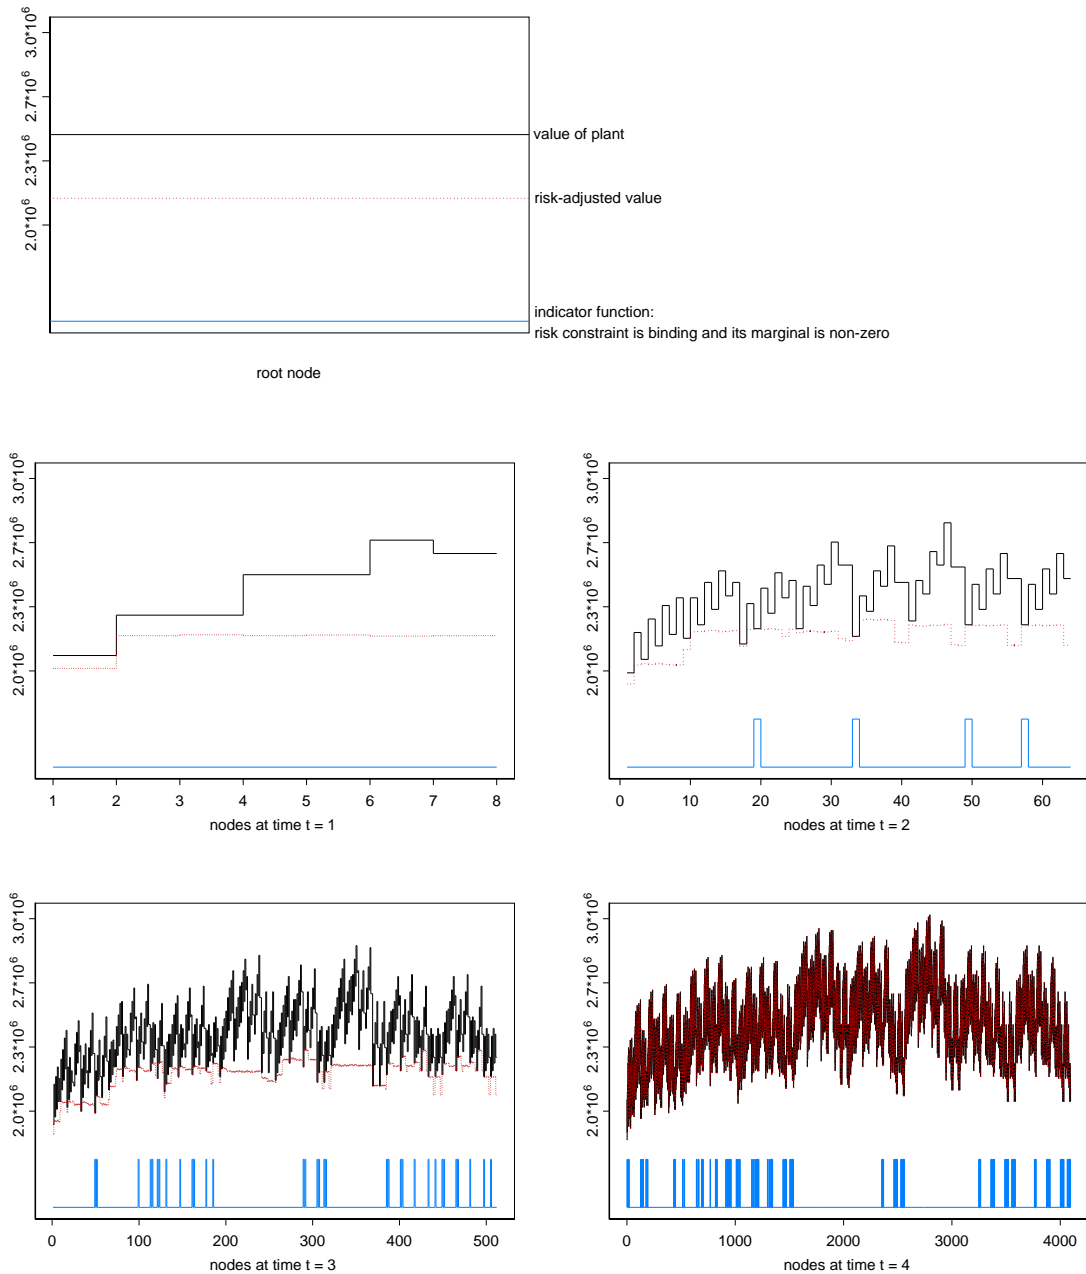 3.0*10^6
2.7*10^6
2.3*10^6
2.0*10^6
value of plant
risk-adjusted value
indicator function:
risk constraint is binding and its marginal is non-zero
root node
3.0*10^6
2.7*10^6
2.3*10^6
2.0*10^6
1 2 3 4 5 6 7 8
nodes at time t = 1
3.0*10^6
2.7*10^6
2.3*10^6
2.0*10^6
0 10 20 30 40 50 60
nodes at time t = 2
3.0*10^6
2.7*10^6
2.3*10^6
2.0*10^6
0 100 200 300 400 500
nodes at time t = 3
3.0*10^6
2.7*10^6
2.3*10^6
2.0*10^6
0 1000 2000 3000 4000
nodes at time t = 4